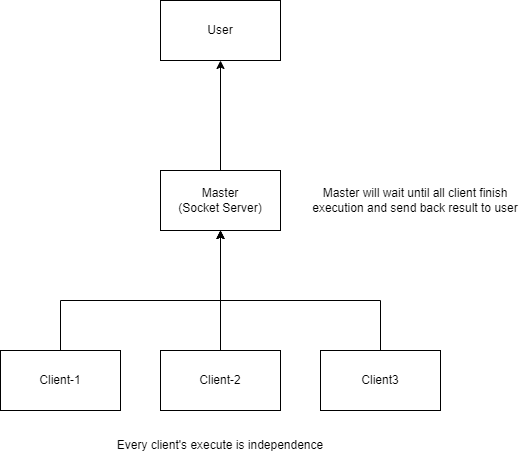 User
Master
(Socket Server)
Master will wait until all client finish
execution and send back result to user
Client-1
Client-2
Client3
Every client's execute is independence